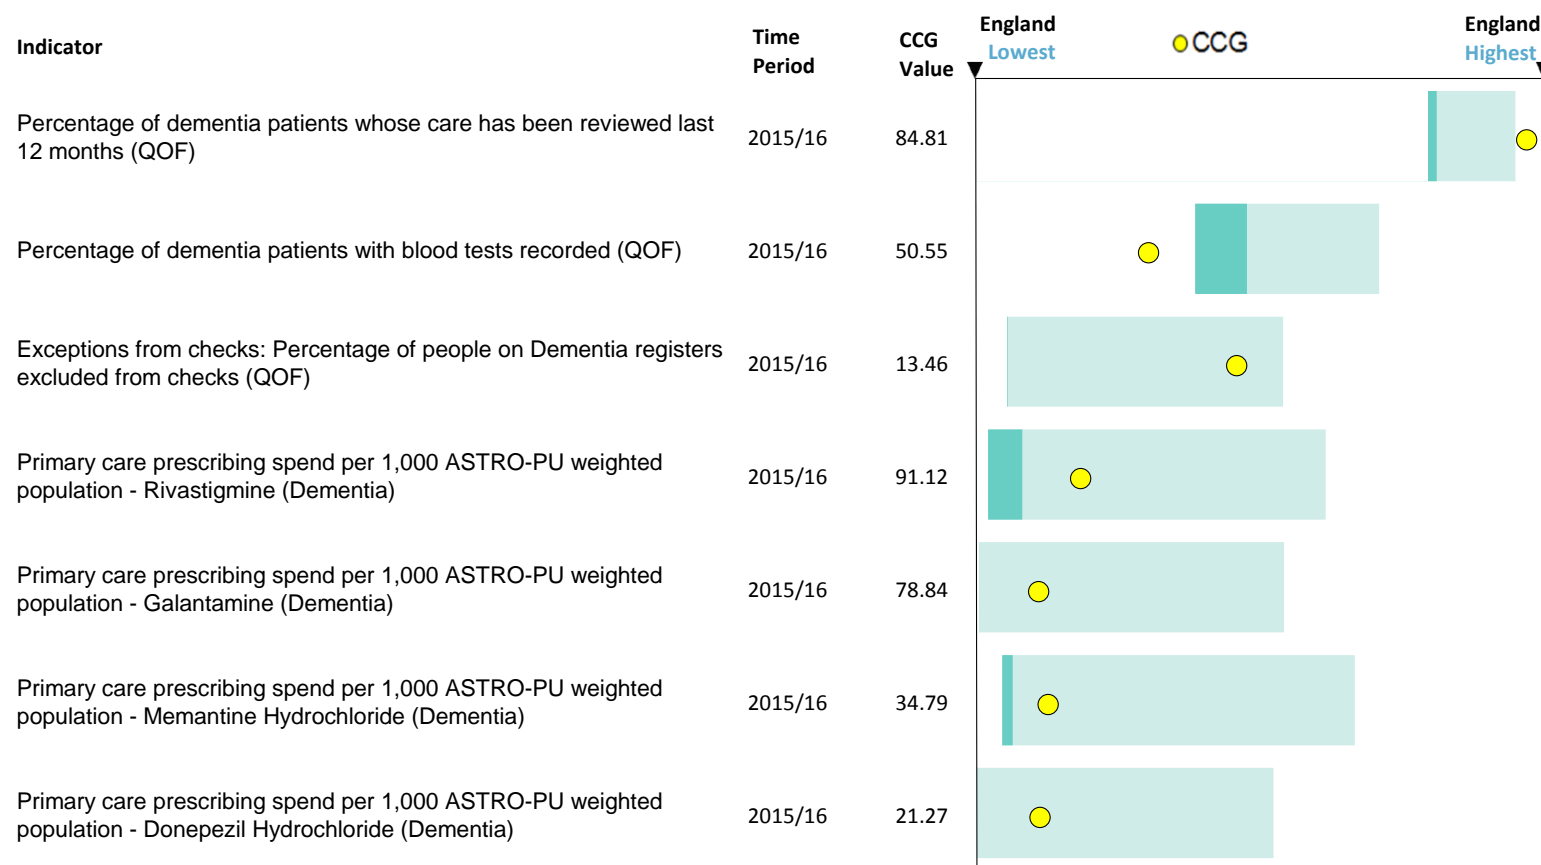 Indicator
Time
Period
CCG
Value
England
Lowest
CCG
England
Highest
Percentage of dementia patients whose care has been reviewed last
12 months (QOF)
2015/16
84.81
Percentage of dementia patients with blood tests recorded (QOF)
2015/16
50.55
Exceptions from checks: Percentage of people on Dementia registers
excluded from checks (QOF)
2015/16
13.46
Primary care prescribing spend per 1,000 ASTRO-PU weighted
population - Rivastigmine (Dementia)
2015/16
91.12
Primary care prescribing spend per 1,000 ASTRO-PU weighted
population - Galantamine (Dementia)
2015/16
78.84
Primary care prescribing spend per 1,000 ASTRO-PU weighted
population - Memantine Hydrochloride (Dementia)
2015/16
34.79
Primary care prescribing spend per 1,000 ASTRO-PU weighted
population - Donepezil Hydrochloride (Dementia)
2015/16
21.27